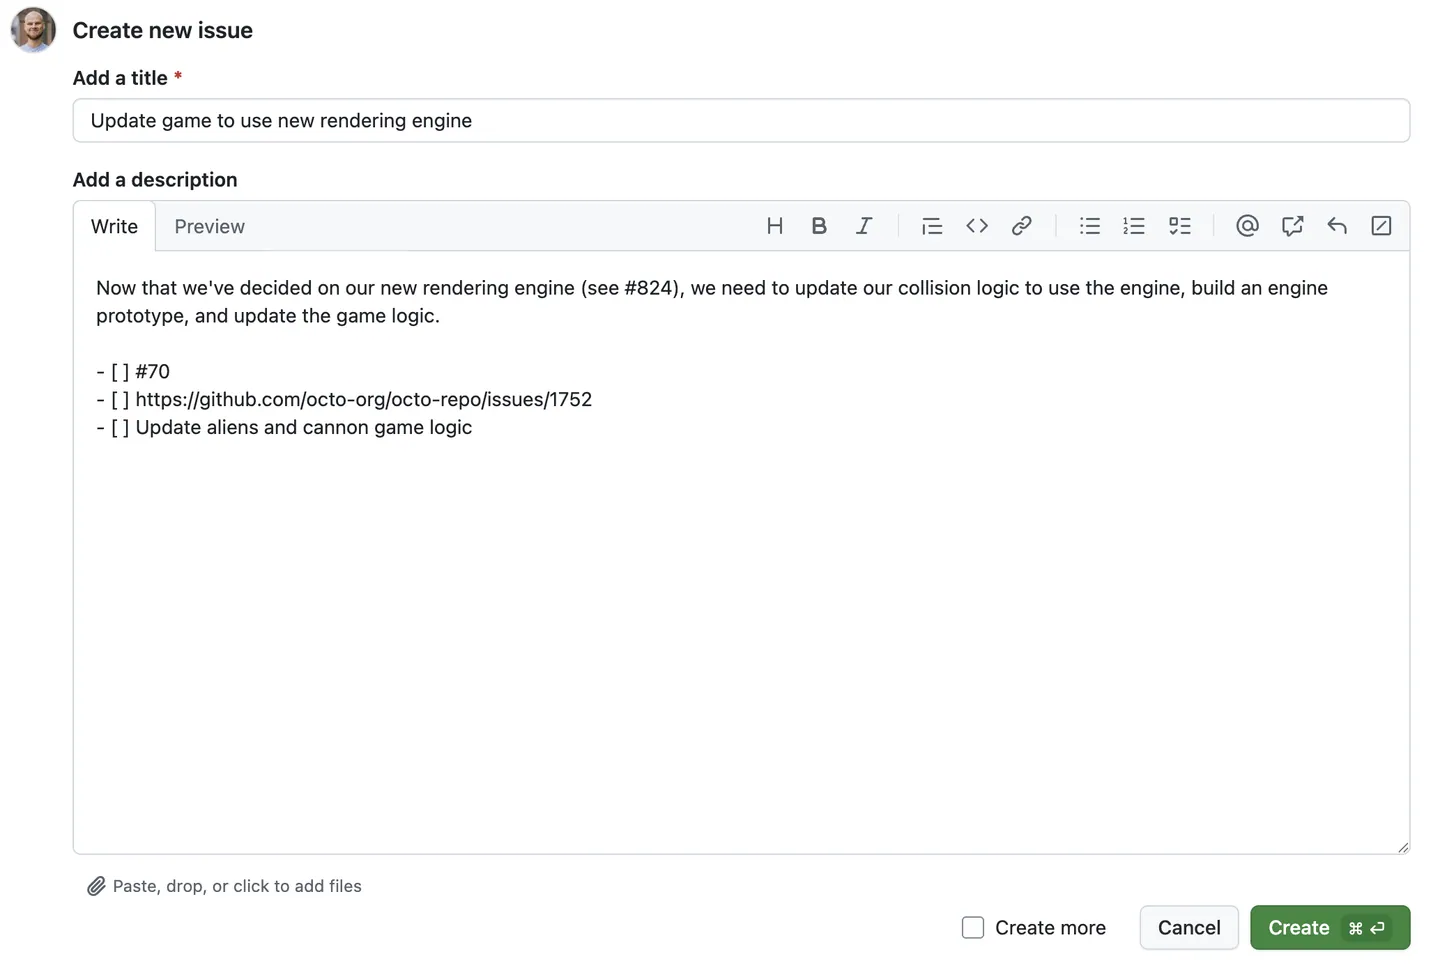 Create new issue
Add a title *
Update game to use new rendering engine
Add a description
Write Preview
Now that we've decided on our new rendering engine (see #824), we need to update our collision logic to use the engine, build an engine
prototype, and update the game logic.
- [ ] #70
- [ ] https://github.com/octo-org/octo-repo/issues/1752
- [ ] Update aliens and cannon game logic
Paste, drop, or click to add files
Create more Cancel Create ⌘ ↵